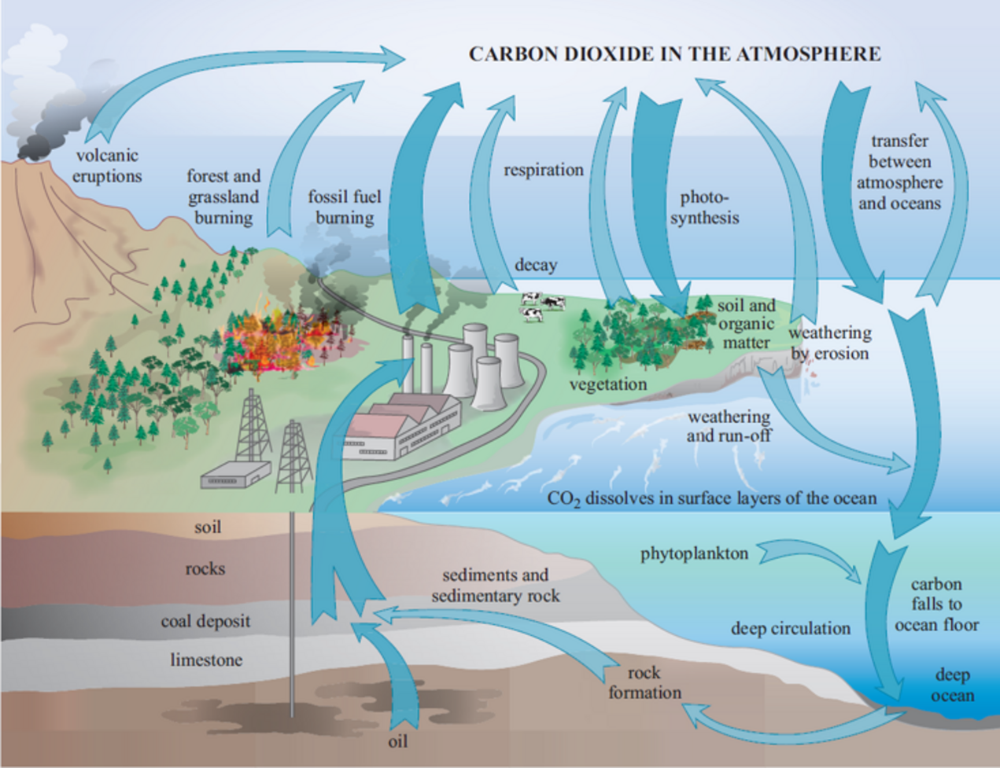 CARBON DIOXIDE IN THE ATMOSPHERE
volcanic
eruptions
forest and
grassland
burning
fossil fuel
burning
respiration
decay
photo-
synthesis
transfer
between
atmosphere
and oceans
soil and
organic
matter
weathering
by erosion
vegetation
weathering
and run-off
CO₂ dissolves in surface layers of the ocean
soil
rocks
coal deposit
limestone
sediments and
sedimentary rock
phytoplankton
carbon
falls to
ocean floor
deep circulation
rock
formation
deep
ocean
oil